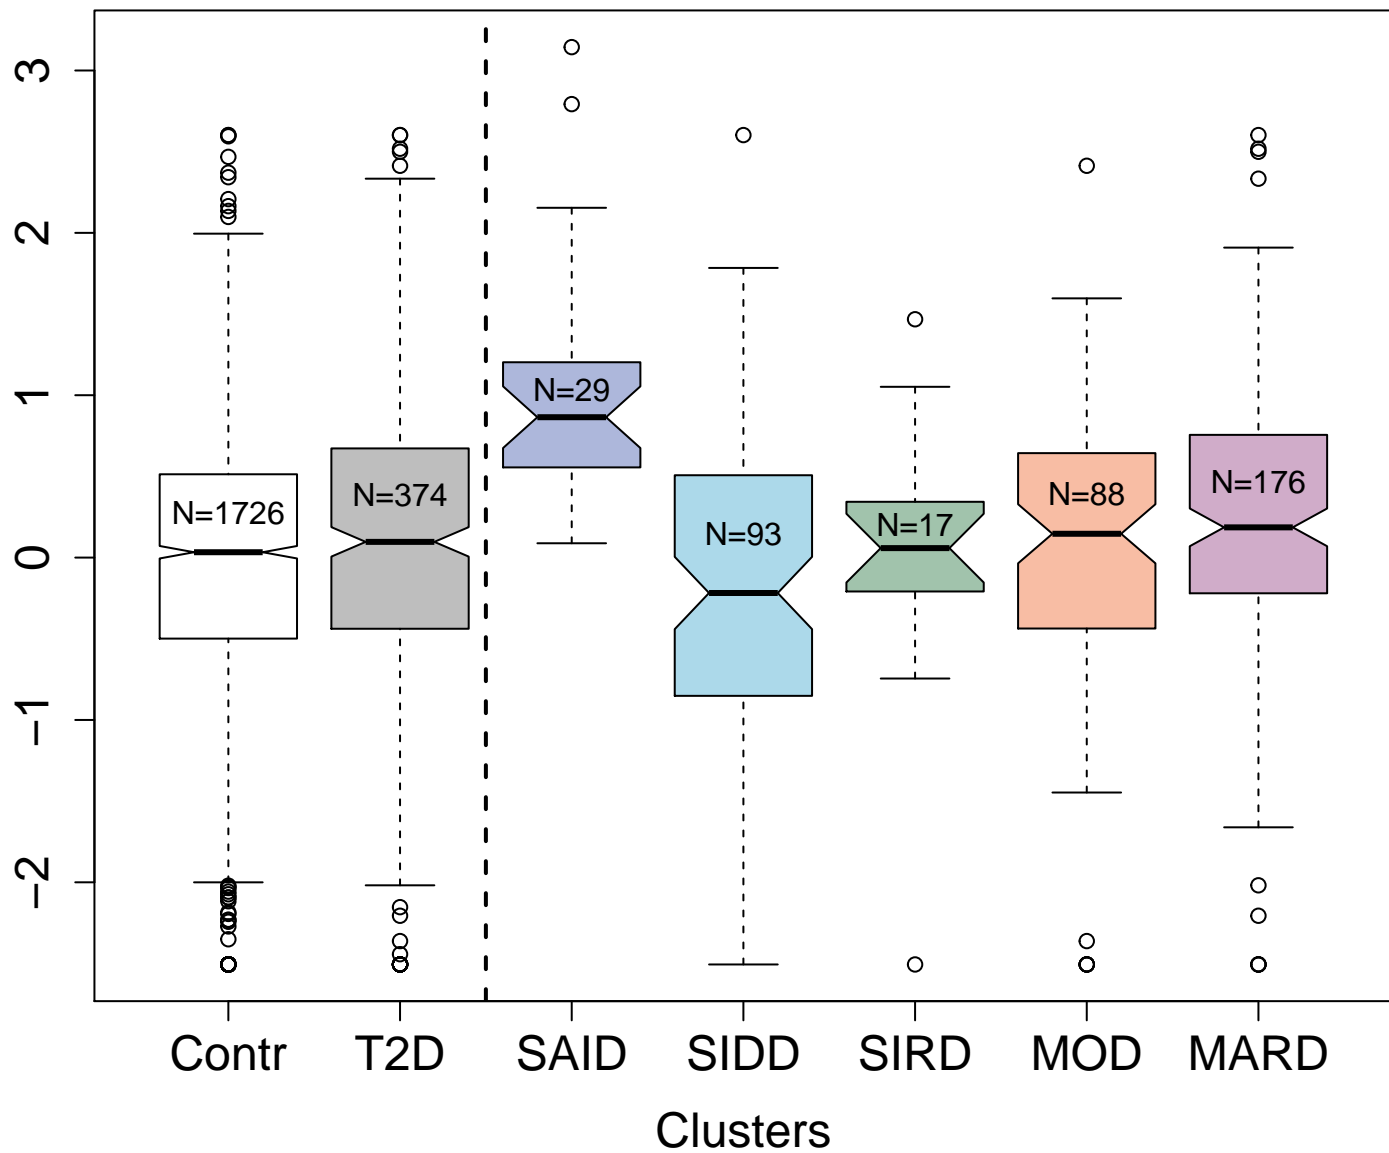 3
2
1
0
−1
−2
N=1726
N=374
N=29
N=93
N=17
N=88
N=176
Contr T2D SAID SIDD SIRD MOD MARD
Clusters